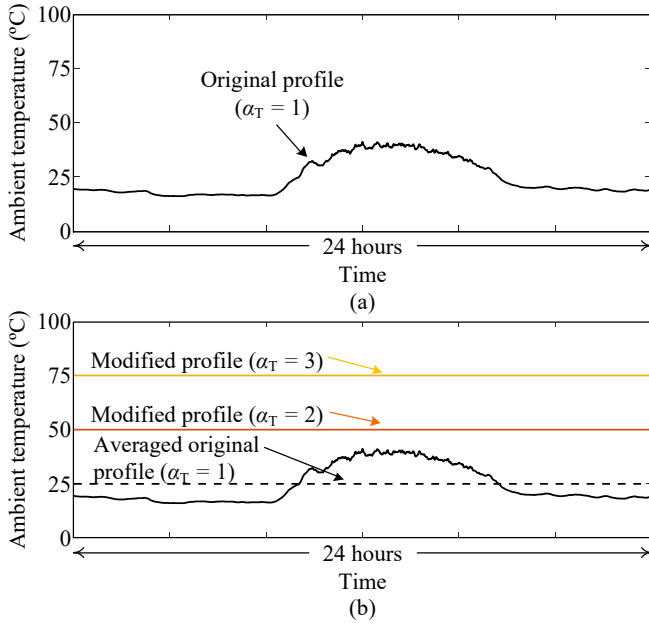 100
75
50
25
0
Ambient temperature (ºC)
Original profile
(αT = 1)
24 hours
Time
(a)
100
75
50
25
0
Ambient temperature (ºC)
Modified profile (αT = 3)
Modified profile (αT = 2)
Averaged original
profile (αT = 1)
24 hours
Time
(b)